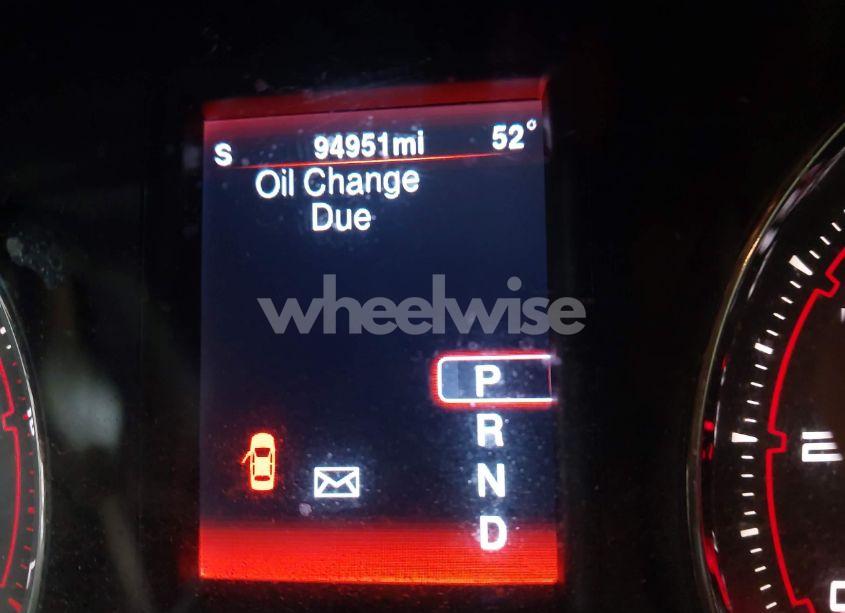 S 94951mi 52°
Oil Change
Due
wheelwise
P
R
N
D